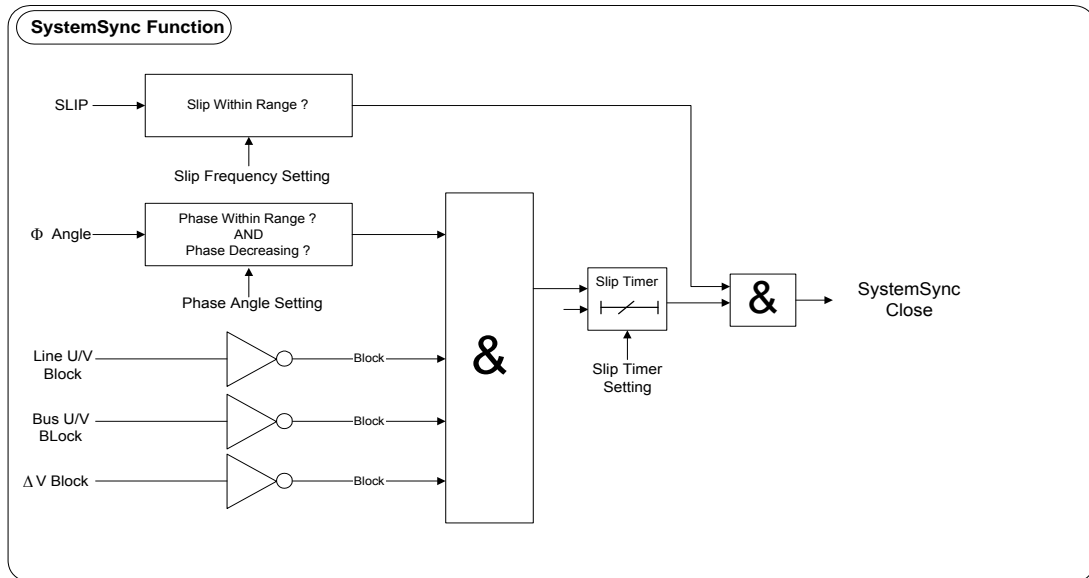 SystemSync Function
SLIP
Slip Within Range ?
Slip Frequency Setting
Φ Angle
Phase Within Range ?
AND
Phase Decreasing ?
Phase Angle Setting
Line U/V
Block
Block
Bus U/V
BLock
Block
Δ V Block
Block
&
Slip Timer
Slip Timer
Setting
&
SystemSync
Close